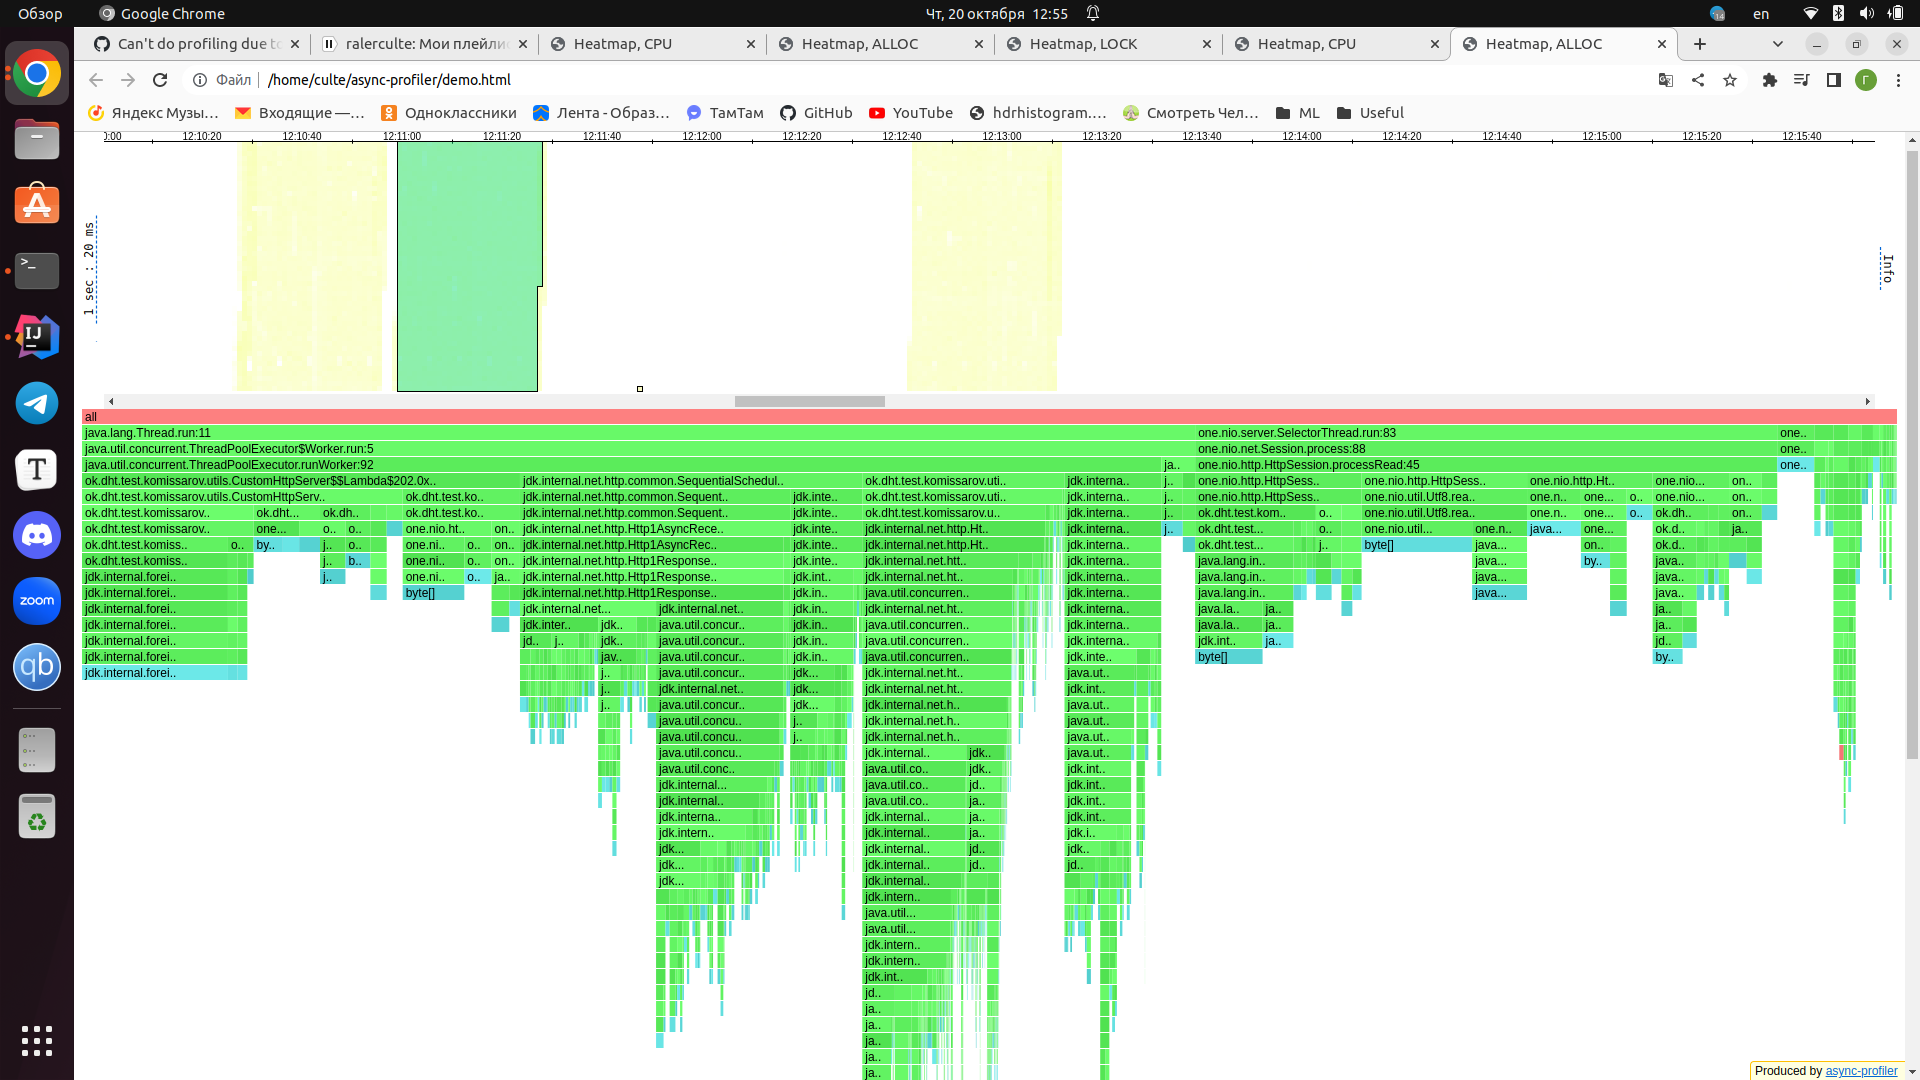 Обзор
Google Chrome
Чт, 20 октября 12:55
en
Can't do profiling due to
ralerculte: Мои плейлис
Heatmap, CPU
Heatmap, ALLOC
Heatmap, LOCK
Heatmap, CPU
Heatmap, ALLOC
Файл
/home/culte/async-profiler/demo.html
Яндекс Музы…
Входящие —…
Одноклассники
Лента - Образ…
ТамТам
GitHub
YouTube
hdrhistogram.…
Смотреть Чел…
ML
Useful
12:10:20 12:10:40 12:11:00 12:11:20 12:11:40 12:12:00 12:12:20 12:12:40 12:13:00 12:13:20 12:13:40 12:14:00 12:14:20 12:14:40 12:15:00 12:15:20 12:15:40
1 sec : 20 ms
Info
all
java.lang.Thread.run:11 one.nio.server.SelectorThread.run:83 one..
java.util.concurrent.ThreadPoolExecutor$Worker.run:5 one.nio.net.Session.process:88 one..
java.util.concurrent.ThreadPoolExecutor.runWorker:92 ja.. one.nio.http.HttpSession.processRead:45 one..
ok.dht.test.komissarov.utils.CustomHttpServer$$Lambda$202.0x.. jdk.internal.net.http.common.SequentialSchedul.. ok.dht.test.komissarov.uti.. jdk.interna.. j.. one.nio.http.HttpSess.. one.nio.http.HttpSess.. one.nio.http.Ht.. one.nio... on..
ok.dht.test.komissarov.utils.CustomHttpServ.. ok.dht.test.ko.. jdk.internal.net.http.common.Sequent.. jdk.inte.. ok.dht.test.komissarov.uti.. jdk.interna.. j.. one.nio.http.HttpSess.. one.nio.util.Utf8.rea.. one.n.. one... o.. one.nio... on..
ok.dht.test.komissarov.. ok.dht... ok.dh.. ok.dht.test.ko.. jdk.internal.net.http.common.Sequent.. jdk.inte.. ok.dht.test.komissarov.u.. jdk.interna.. j.. ok.dht.test.kom.. o.. one.nio.util.Utf8.rea.. one.n.. one... o.. ok.dh.. on..
ok.dht.test.komissarov.. one... o.. o.. one.nio.ht.. on.. jdk.internal.net.http.Http1AsyncRece.. jdk.inte.. jdk.internal.net.http.Ht.. jdk.interna.. j.. ok.dht.test... o.. one.nio.util... one.n.. java... one... ok.d.. ja..
ok.dht.test.komiss.. o.. by.. j.. o.. one.ni.. o.. on.. jdk.internal.net.http.Http1AsyncRec.. jdk.inte.. jdk.internal.net.http.Ht.. jdk.interna.. ok.dht.test... j.. byte[] java... on.. ok.d..
ok.dht.test.komiss.. j.. b.. one.ni.. o.. j.. jdk.internal.net.http.Http1Response.. jdk.inte.. jdk.internal.net.htt.. jdk.interna.. java.lang.in.. java... by.. java..
jdk.internal.forei.. j.. one.ni.. o.. ja.. jdk.internal.net.http.Http1Response.. jdk.int.. jdk.internal.net.ht.. jdk.interna.. java.lang.in.. java... java..
jdk.internal.forei.. byte[] jdk.internal.net.http.Http1Response.. jdk.in.. java.util.concurren.. jdk.interna.. java.lang.in.. java... java..
jdk.internal.forei.. jdk.internal.net... jdk.internal.net.. jdk.in.. jdk.internal.net.ht.. jdk.interna.. java.la.. ja.. ja..
jdk.internal.forei.. jdk.inter.. jdk.. java.util.concur.. jdk.in.. java.util.concurren.. jdk.interna.. java.la.. ja.. ja..
jdk.internal.forei.. jd.. j.. jdk.. java.util.concur.. jdk.in.. java.util.concurren.. jdk.interna.. jdk.int.. ja.. jd..
jdk.internal.forei.. jav.. java.util.concur.. jdk.in.. java.util.concurren.. jdk.inte.. byte[] by..
jdk.internal.forei.. j.. java.util.concur.. jdk... jdk.internal.net.ht.. java.ut..
j.. jdk.internal.net.. jdk... jdk.internal.net.ht.. jdk.int..
j.. java.util.concur.. jdk... jdk.internal.net.h.. java.ut..
java.util.concu.. j.. jdk.internal.net.h.. java.ut..
java.util.concu.. j.. jdk.internal.net.h.. java.ut..
java.util.concu.. jdk.internal.. jdk.. java.ut..
java.util.conc.. java.util.co.. jdk.. jdk.int..
jdk.internal... java.util.co.. jd.. jdk.int..
jdk.internal.. java.util.co.. ja.. jdk.int..
jdk.interna.. jdk.internal.. ja.. jdk.int..
jdk.intern.. jdk.internal.. ja.. jdk.i..
jdk... jdk.internal.. jd.. jdk..
jdk... jdk.internal.. jd.. jd..
jdk... jdk.internal..
jdk.intern..
java.util...
java.util...
jdk.intern..
jdk.intern..
jdk.int..
jd..
ja..
ja..
ja..
ja..
ja..
Produced by async-profiler